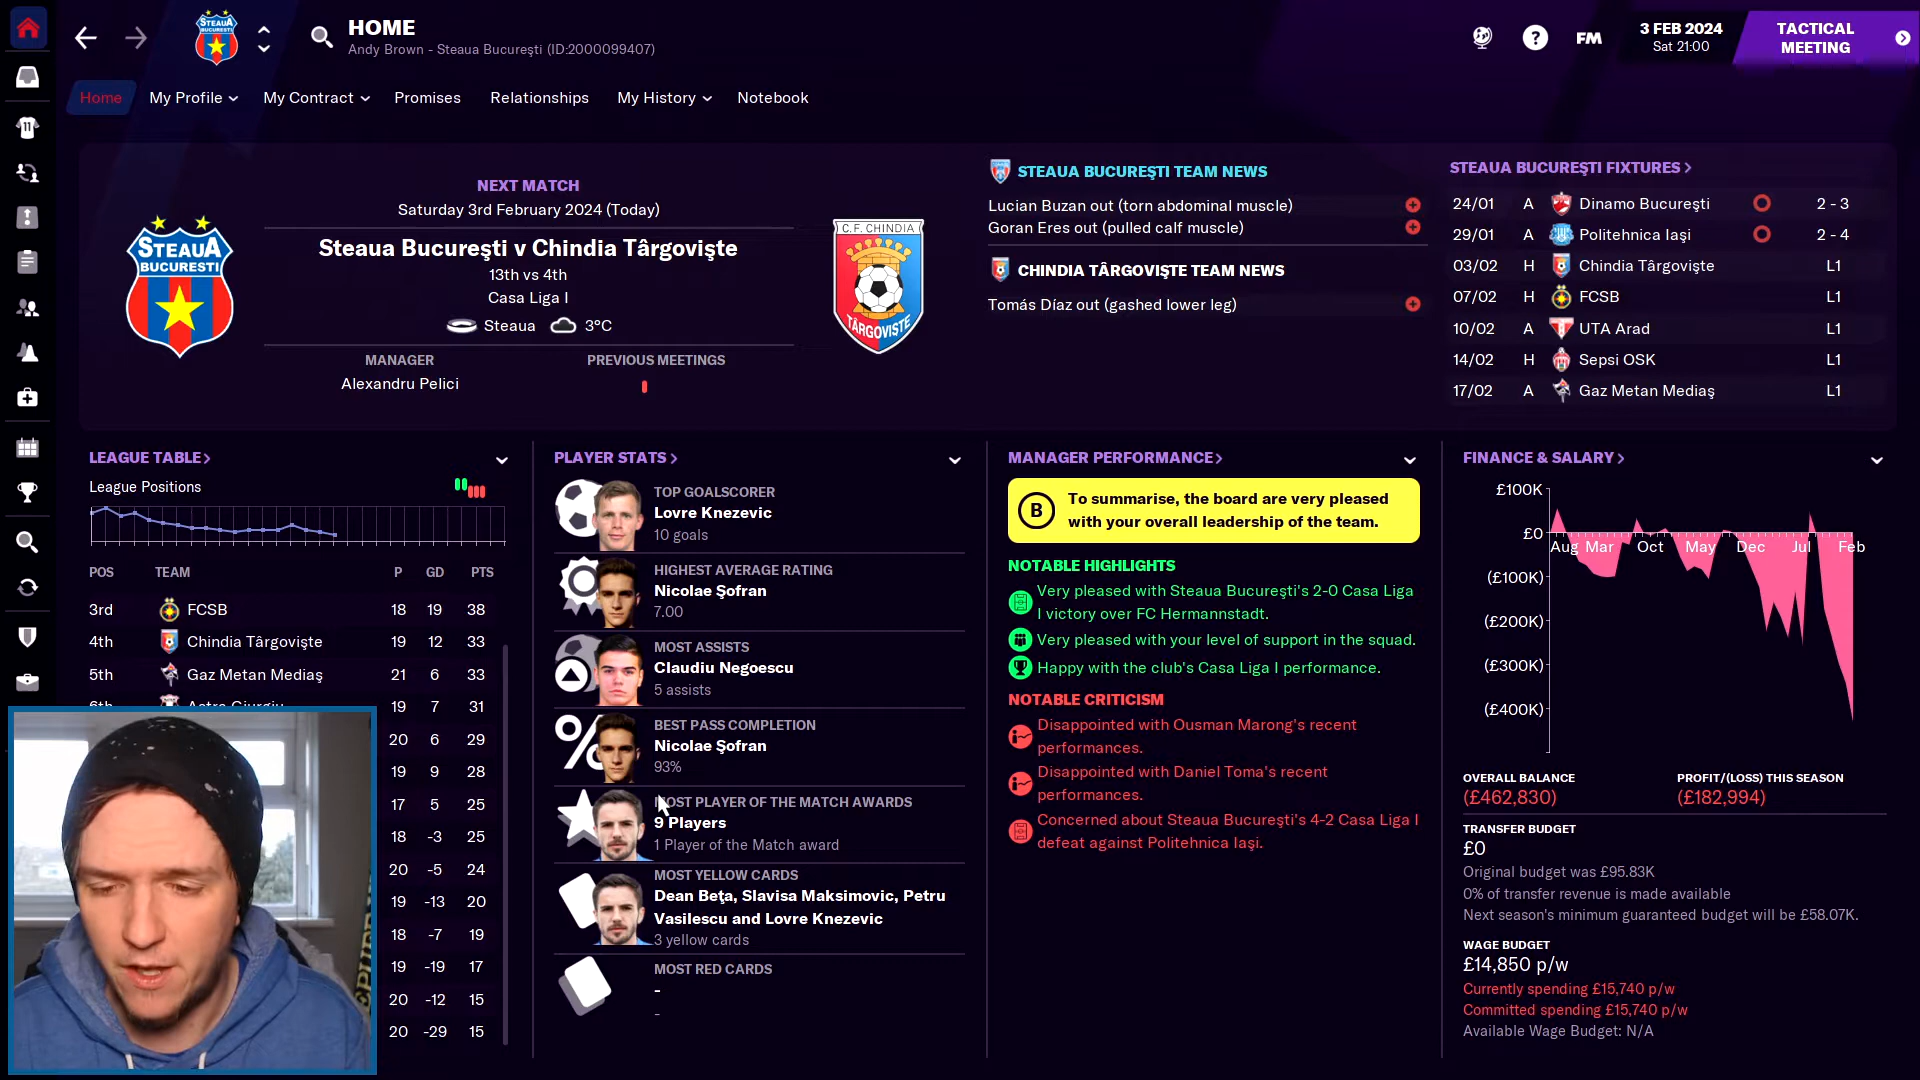 HOME
Andy Brown - Steaua Bucureşti (ID:2000099407)
FM
3 FEB 2024
Sat 21:00
TACTICAL
MEETING
Home
My Profile
My Contract
Promises
Relationships
My History
Notebook
NEXT MATCH
Saturday 3rd February 2024 (Today)
STEAUA
BUCUREŞTI
C.F. CHINDIA
TÂRGOVIŞTE
Steaua Bucureşti v Chindia Târgovişte
13th vs 4th
Casa Liga I
Steaua 3°C
MANAGER
Alexandru Pelici
PREVIOUS MEETINGS
STEAUA BUCUREŞTI TEAM NEWS
Lucian Buzan out (torn abdominal muscle)
Goran Eres out (pulled calf muscle)
CHINDIA TÂRGOVIŞTE TEAM NEWS
Tomás Díaz out (gashed lower leg)
STEAUA BUCUREŞTI FIXTURES
24/01 A Dinamo Bucureşti 2 - 3
29/01 A Politehnica Iaşi 2 - 4
03/02 H Chindia Târgovişte L1
07/02 H FCSB L1
10/02 A UTA Arad L1
14/02 H Sepsi OSK L1
17/02 A Gaz Metan Mediaş L1
LEAGUE TABLE
League Positions
POS TEAM P GD PTS
3rd FCSB 18 19 38
4th Chindia Târgovişte 19 12 33
5th Gaz Metan Mediaş 21 6 33
19 7 31
20 6 29
19 9 28
17 5 25
18 -3 25
20 -5 24
19 -13 20
18 -7 19
19 -19 17
20 -12 15
20 -29 15
PLAYER STATS
TOP GOALSCORER
Lovre Knezevic
10 goals
HIGHEST AVERAGE RATING
Nicolae Şofran
7.00
MOST ASSISTS
Claudiu Negoescu
5 assists
BEST PASS COMPLETION
Nicolae Şofran
93%
MOST PLAYER OF THE MATCH AWARDS
9 Players
1 Player of the Match award
MOST YELLOW CARDS
Dean Beţa, Slavisa Maksimovic, Petru
Vasilescu and Lovre Knezevic
3 yellow cards
MOST RED CARDS
-
-
MANAGER PERFORMANCE
B
To summarise, the board are very pleased
with your overall leadership of the team.
NOTABLE HIGHLIGHTS
Very pleased with Steaua Bucureşti's 2-0 Casa Liga
I victory over FC Hermannstadt.
Very pleased with your level of support in the squad.
Happy with the club's Casa Liga I performance.
NOTABLE CRITICISM
Disappointed with Ousman Marong's recent
performances.
Disappointed with Daniel Toma's recent
performances.
Concerned about Steaua Bucureşti's 4-2 Casa Liga I
defeat against Politehnica Iaşi.
FINANCE & SALARY
£100K
£0
(£100K)
(£200K)
(£300K)
(£400K)
Aug Mar Oct May Dec Jul Feb
OVERALL BALANCE
(£462,830)
PROFIT/(LOSS) THIS SEASON
(£182,994)
TRANSFER BUDGET
£0
Original budget was £95.83K
0% of transfer revenue is made available
Next season's minimum guaranteed budget will be £58.07K.
WAGE BUDGET
£14,850 p/w
Currently spending £15,740 p/w
Committed spending £15,740 p/w
Available Wage Budget: N/A